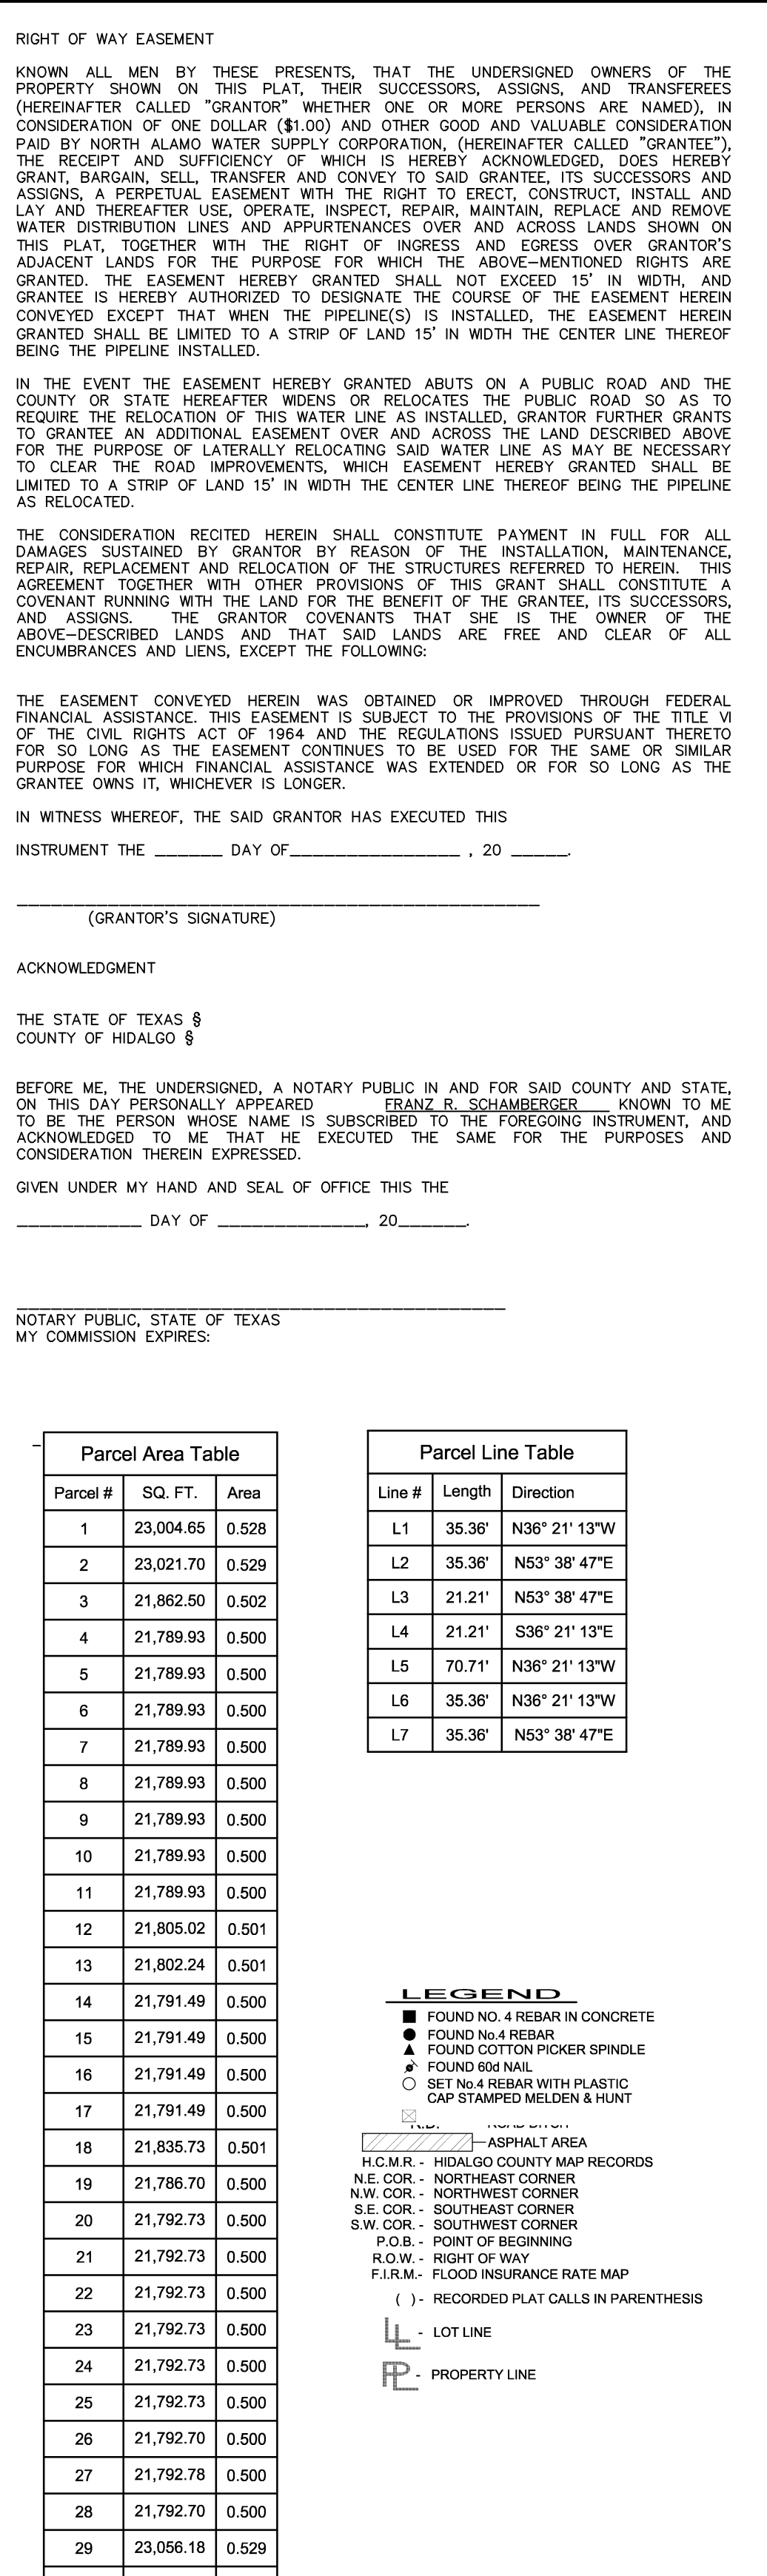 RIGHT OF WAY EASEMENT
KNOWN ALL MEN BY THESE PRESENTS, THAT THE UNDERSIGNED OWNERS OF THE
PROPERTY SHOWN ON THIS PLAT, THEIR SUCCESSORS, ASSIGNS, AND TRANSFEREES
(HEREINAFTER CALLED "GRANTOR" WHETHER ONE OR MORE PERSONS ARE NAMED), IN
CONSIDERATION OF ONE DOLLAR ($1.00) AND OTHER GOOD AND VALUABLE CONSIDERATION
PAID BY NORTH ALAMO WATER SUPPLY CORPORATION, (HEREINAFTER CALLED "GRANTEE"),
THE RECEIPT AND SUFFICIENCY OF WHICH IS HEREBY ACKNOWLEDGED, DOES HEREBY
GRANT, BARGAIN, SELL, TRANSFER AND CONVEY TO SAID GRANTEE, ITS SUCCESSORS AND
ASSIGNS, A PERPETUAL EASEMENT WITH THE RIGHT TO ERECT, CONSTRUCT, INSTALL AND
LAY AND THEREAFTER USE, OPERATE, INSPECT, REPAIR, MAINTAIN, REPLACE AND REMOVE
WATER DISTRIBUTION LINES AND APPURTENANCES OVER AND ACROSS LANDS SHOWN ON
THIS PLAT, TOGETHER WITH THE RIGHT OF INGRESS AND EGRESS OVER GRANTOR'S
ADJACENT LANDS FOR THE PURPOSE FOR WHICH THE ABOVE-MENTIONED RIGHTS ARE
GRANTED. THE EASEMENT HEREBY GRANTED SHALL NOT EXCEED 15' IN WIDTH, AND
GRANTEE IS HEREBY AUTHORIZED TO DESIGNATE THE COURSE OF THE EASEMENT HEREIN
CONVEYED EXCEPT THAT WHEN THE PIPELINE(S) IS INSTALLED, THE EASEMENT HEREIN
GRANTED SHALL BE LIMITED TO A STRIP OF LAND 15' IN WIDTH THE CENTER LINE THEREOF
BEING THE PIPELINE INSTALLED.
IN THE EVENT THE EASEMENT HEREBY GRANTED ABUTS ON A PUBLIC ROAD AND THE
COUNTY OR STATE HEREAFTER WIDENS OR RELOCATES THE PUBLIC ROAD SO AS TO
REQUIRE THE RELOCATION OF THIS WATER LINE AS INSTALLED, GRANTOR FURTHER GRANTS
TO GRANTEE AN ADDITIONAL EASEMENT OVER AND ACROSS THE LAND DESCRIBED ABOVE
FOR THE PURPOSE OF LATERALLY RELOCATING SAID WATER LINE AS MAY BE NECESSARY
TO CLEAR THE ROAD IMPROVEMENTS, WHICH EASEMENT HEREBY GRANTED SHALL BE
LIMITED TO A STRIP OF LAND 15' IN WIDTH THE CENTER LINE THEREOF BEING THE PIPELINE
AS RELOCATED.
THE CONSIDERATION RECITED HEREIN SHALL CONSTITUTE PAYMENT IN FULL FOR ALL
DAMAGES SUSTAINED BY GRANTOR BY REASON OF THE INSTALLATION, MAINTENANCE,
REPAIR, REPLACEMENT AND RELOCATION OF THE STRUCTURES REFERRED TO HEREIN. THIS
AGREEMENT TOGETHER WITH OTHER PROVISIONS OF THIS GRANT SHALL CONSTITUTE A
COVENANT RUNNING WITH THE LAND FOR THE BENEFIT OF THE GRANTEE, ITS SUCCESSORS,
AND ASSIGNS. THE GRANTOR COVENANTS THAT SHE IS THE OWNER OF THE
ABOVE-DESCRIBED LANDS AND THAT SAID LANDS ARE FREE AND CLEAR OF ALL
ENCUMBRANCES AND LIENS, EXCEPT THE FOLLOWING:
THE EASEMENT CONVEYED HEREIN WAS OBTAINED OR IMPROVED THROUGH FEDERAL
FINANCIAL ASSISTANCE. THIS EASEMENT IS SUBJECT TO THE PROVISIONS OF THE TITLE VI
OF THE CIVIL RIGHTS ACT OF 1964 AND THE REGULATIONS ISSUED PURSUANT THERETO
FOR SO LONG AS THE EASEMENT CONTINUES TO BE USED FOR THE SAME OR SIMILAR
PURPOSE FOR WHICH FINANCIAL ASSISTANCE WAS EXTENDED OR FOR SO LONG AS THE
GRANTEE OWNS IT, WHICHEVER IS LONGER.
IN WITNESS WHEREOF, THE SAID GRANTOR HAS EXECUTED THIS
INSTRUMENT THE ______ DAY OF_______________ , 20 _____.
(GRANTOR'S SIGNATURE)
ACKNOWLEDGMENT
THE STATE OF TEXAS §
COUNTY OF HIDALGO §
BEFORE ME, THE UNDERSIGNED, A NOTARY PUBLIC IN AND FOR SAID COUNTY AND STATE,
ON THIS DAY PERSONALLY APPEARED FRANZ R. SCHAMBERGER KNOWN TO ME
TO BE THE PERSON WHOSE NAME IS SUBSCRIBED TO THE FOREGOING INSTRUMENT, AND
ACKNOWLEDGED TO ME THAT HE EXECUTED THE SAME FOR THE PURPOSES AND
CONSIDERATION THEREIN EXPRESSED.
GIVEN UNDER MY HAND AND SEAL OF OFFICE THIS THE
___________ DAY OF _____________, 20______.
NOTARY PUBLIC, STATE OF TEXAS
MY COMMISSION EXPIRES:
Parcel Area Table
Parcel # SQ. FT. Area
1 23,004.65 0.528
2 23,021.70 0.529
3 21,862.50 0.502
4 21,789.93 0.500
5 21,789.93 0.500
6 21,789.93 0.500
7 21,789.93 0.500
8 21,789.93 0.500
9 21,789.93 0.500
10 21,789.93 0.500
11 21,789.93 0.500
12 21,805.02 0.501
13 21,802.24 0.501
14 21,791.49 0.500
15 21,791.49 0.500
16 21,791.49 0.500
17 21,791.49 0.500
18 21,835.73 0.501
19 21,786.70 0.500
20 21,792.73 0.500
21 21,792.73 0.500
22 21,792.73 0.500
23 21,792.73 0.500
24 21,792.73 0.500
25 21,792.73 0.500
26 21,792.70 0.500
27 21,792.78 0.500
28 21,792.70 0.500
29 23,056.18 0.529
Parcel Line Table
Line # Length Direction
L1 35.36' N36° 21' 13"W
L2 35.36' N53° 38' 47"E
L3 21.21' N53° 38' 47"E
L4 21.21' S36° 21' 13"E
L5 70.71' N36° 21' 13"W
L6 35.36' N36° 21' 13"W
L7 35.36' N53° 38' 47"E
LEGEND
FOUND NO. 4 REBAR IN CONCRETE
FOUND No.4 REBAR
FOUND COTTON PICKER SPINDLE
FOUND 60d NAIL
SET No.4 REBAR WITH PLASTIC
CAP STAMPED MELDEN & HUNT
ASPHALT AREA
H.C.M.R. - HIDALGO COUNTY MAP RECORDS
N.E. COR. - NORTHEAST CORNER
N.W. COR. - NORTHWEST CORNER
S.E. COR. - SOUTHEAST CORNER
S.W. COR. - SOUTHWEST CORNER
P.O.B. - POINT OF BEGINNING
R.O.W. - RIGHT OF WAY
F.I.R.M.- FLOOD INSURANCE RATE MAP
( ) - RECORDED PLAT CALLS IN PARENTHESIS
LL - LOT LINE
PL - PROPERTY LINE